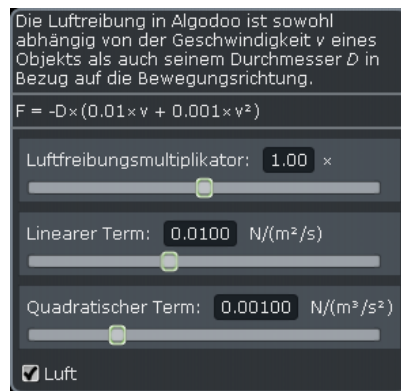 Die Luftreibung in Algodoo ist sowohl
abhängig von der Geschwindigkeit v eines
Objekts als auch seinem Durchmesser D in
Bezug auf die Bewegungsrichtung.
F = -D×(0.01×v + 0.001×v²)
Luftfreibungsmultiplikator: 1.00 ×
Linearer Term: 0.0100 N/(m²/s)
Quadratischer Term: 0.00100 N/(m³/s²)
Luft